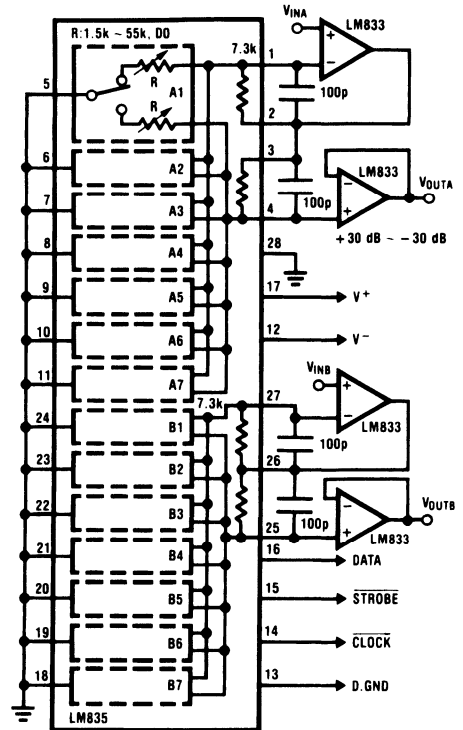 R:1.5k ~ 55k, DO
7.3k
1
VINA
+
−
LM833
5
R
A1
R
100p
2
3
6
A2
−
LM833
VOUTA
7
A3
4
100p
+
+30 dB ~ −30 dB
8
A4
28
9
A5
17
V+
10
A6
12
V−
11
A7
7.3k
27
VINB
+
−
LM833
24
B1
100p
26
23
B2
22
B3
25
100p
−
+
LM833
VOUTB
21
B4
16
DATA
20
B5
15
STROBE
19
B6
14
CLOCK
18
B7
13
D.GND
LM835